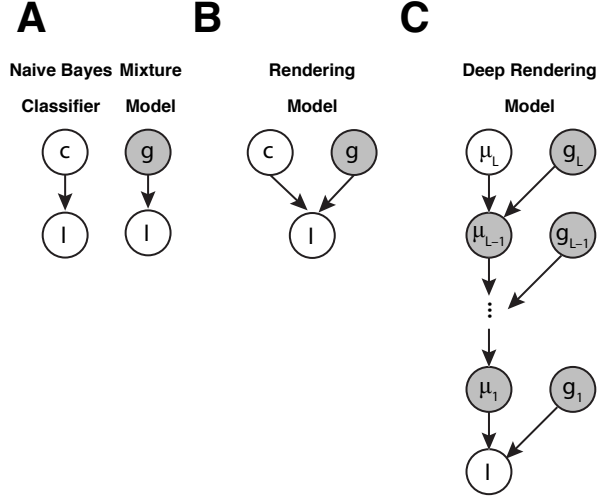 A
B
C
Naive Bayes
Classifier
Mixture
Model
Rendering
Model
Deep Rendering
Model
c
g
I
I
c
g
I
μL
gL
μL−1
gL−1
⋮
μ1
g1
I